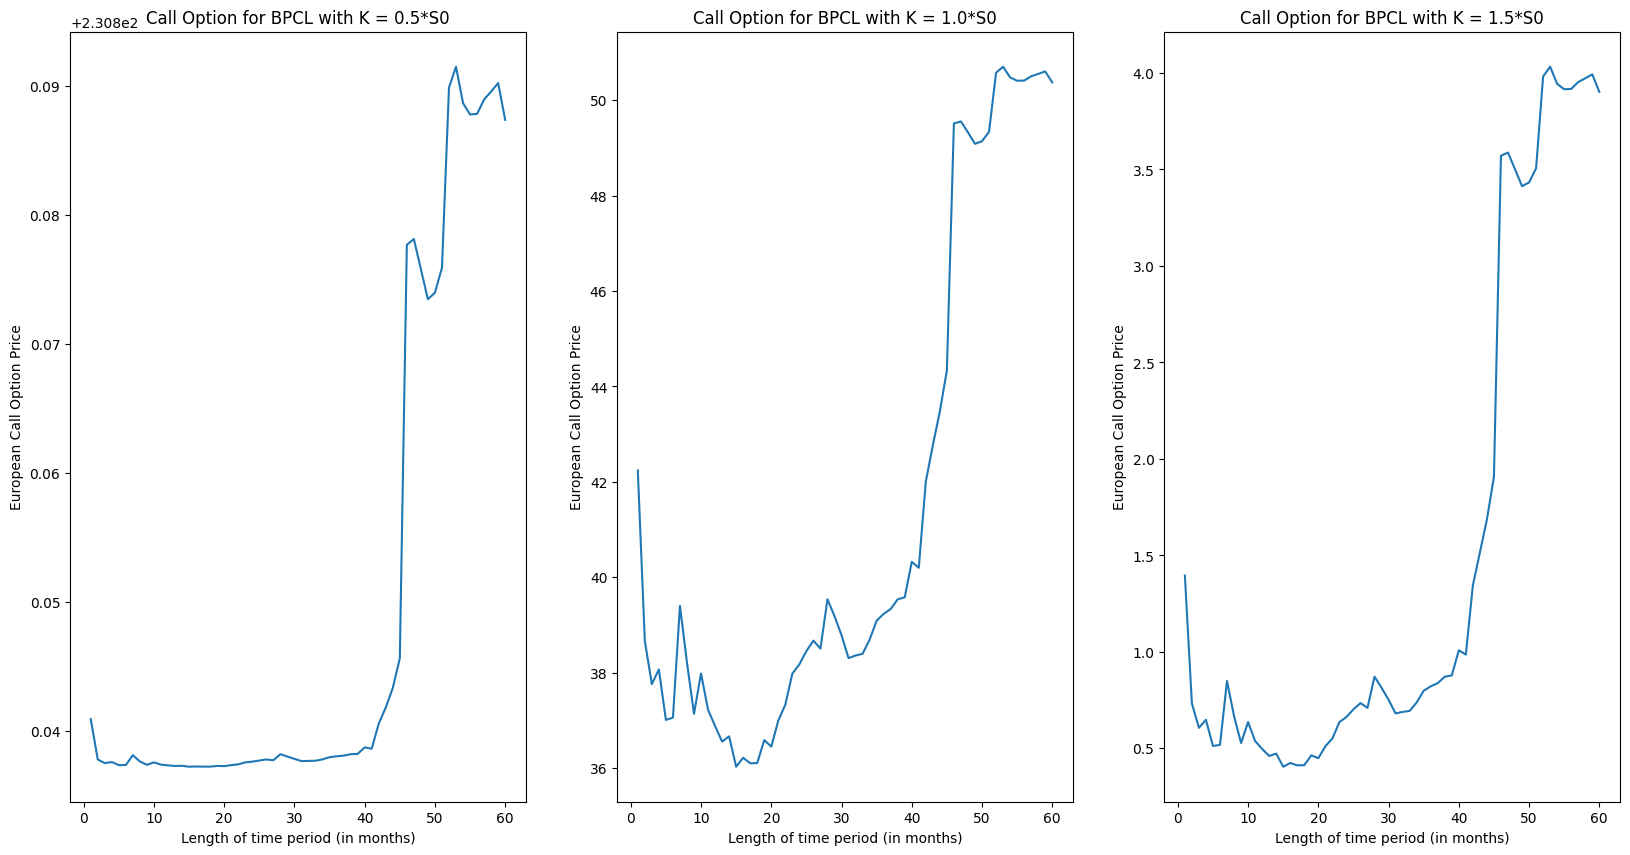 Call Option for BPCL with K = 0.5*S0
+2.308e2
0.09
0.08
0.07
0.06
0.05
0.04
European Call Option Price
0 10 20 30 40 50 60
Length of time period (in months)
Call Option for BPCL with K = 1.0*S0
50
48
46
44
42
40
38
36
European Call Option Price
0 10 20 30 40 50 60
Length of time period (in months)
Call Option for BPCL with K = 1.5*S0
4.0
3.5
3.0
2.5
2.0
1.5
1.0
0.5
European Call Option Price
0 10 20 30 40 50 60
Length of time period (in months)